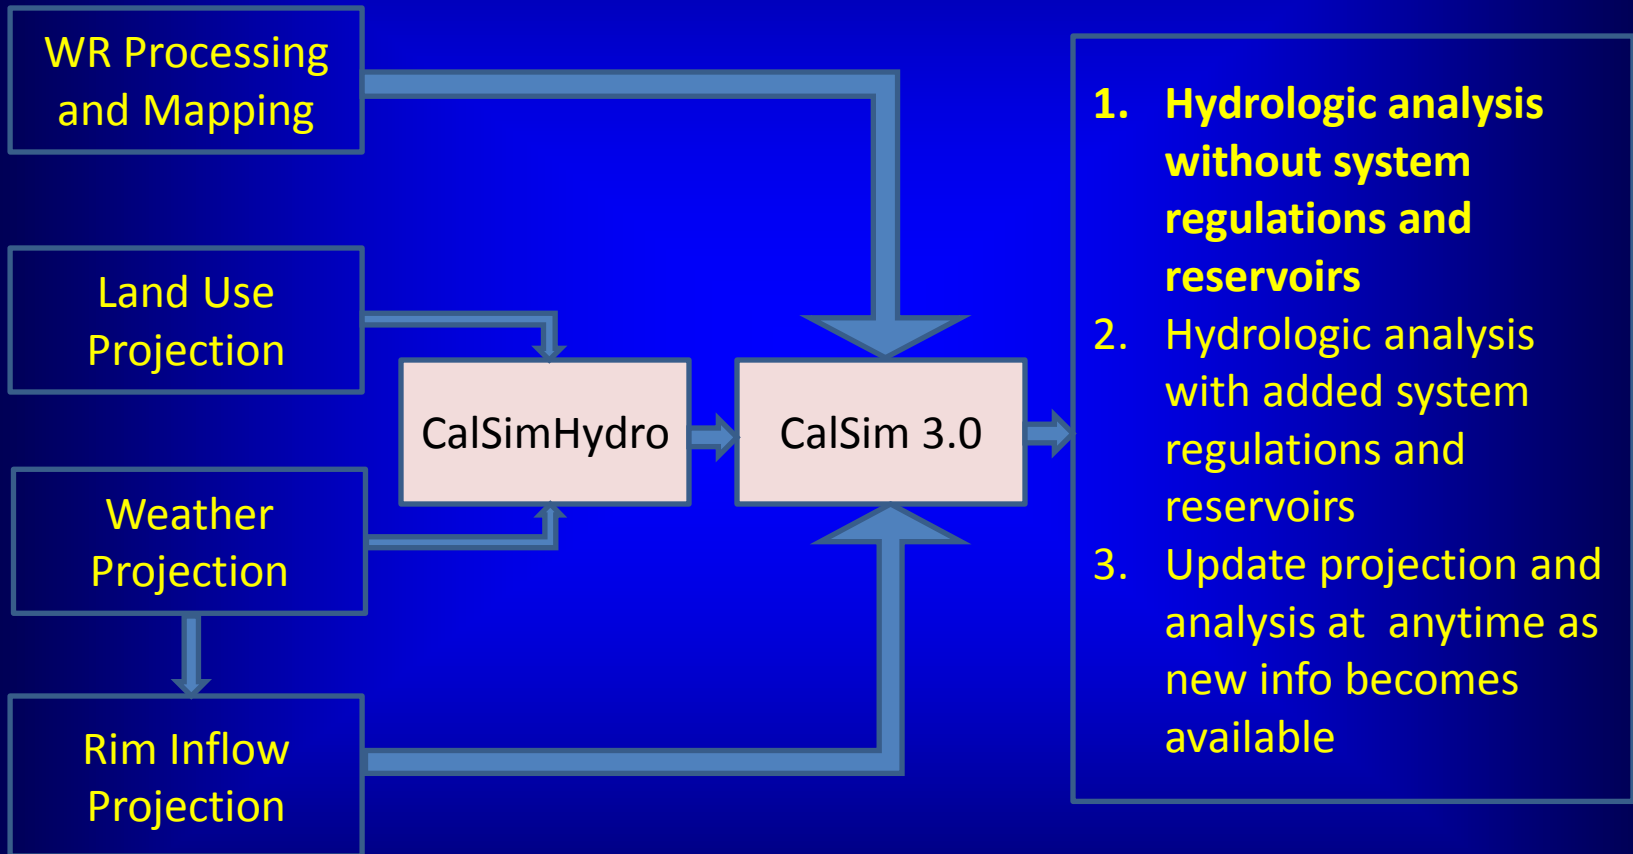 WR Processing
and Mapping
Land Use
Projection
Weather
Projection
Rim Inflow
Projection
CalSimHydro
CalSim 3.0
1. Hydrologic analysis
without system
regulations and
reservoirs
2. Hydrologic analysis
with added system
regulations and
reservoirs
3. Update projection and
analysis at anytime as
new info becomes
available